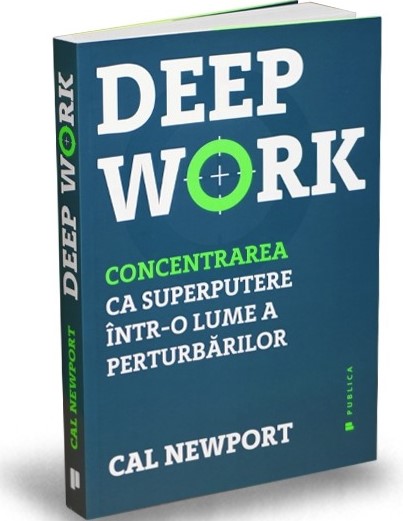 DEEP
WORK
CONCENTRAREA
CA SUPERPUTERE
ÎNTR-O LUME A
PERTURBĂRILOR
CAL NEWPORT
PUBLICA
CAL NEWPORT DEEP WORK